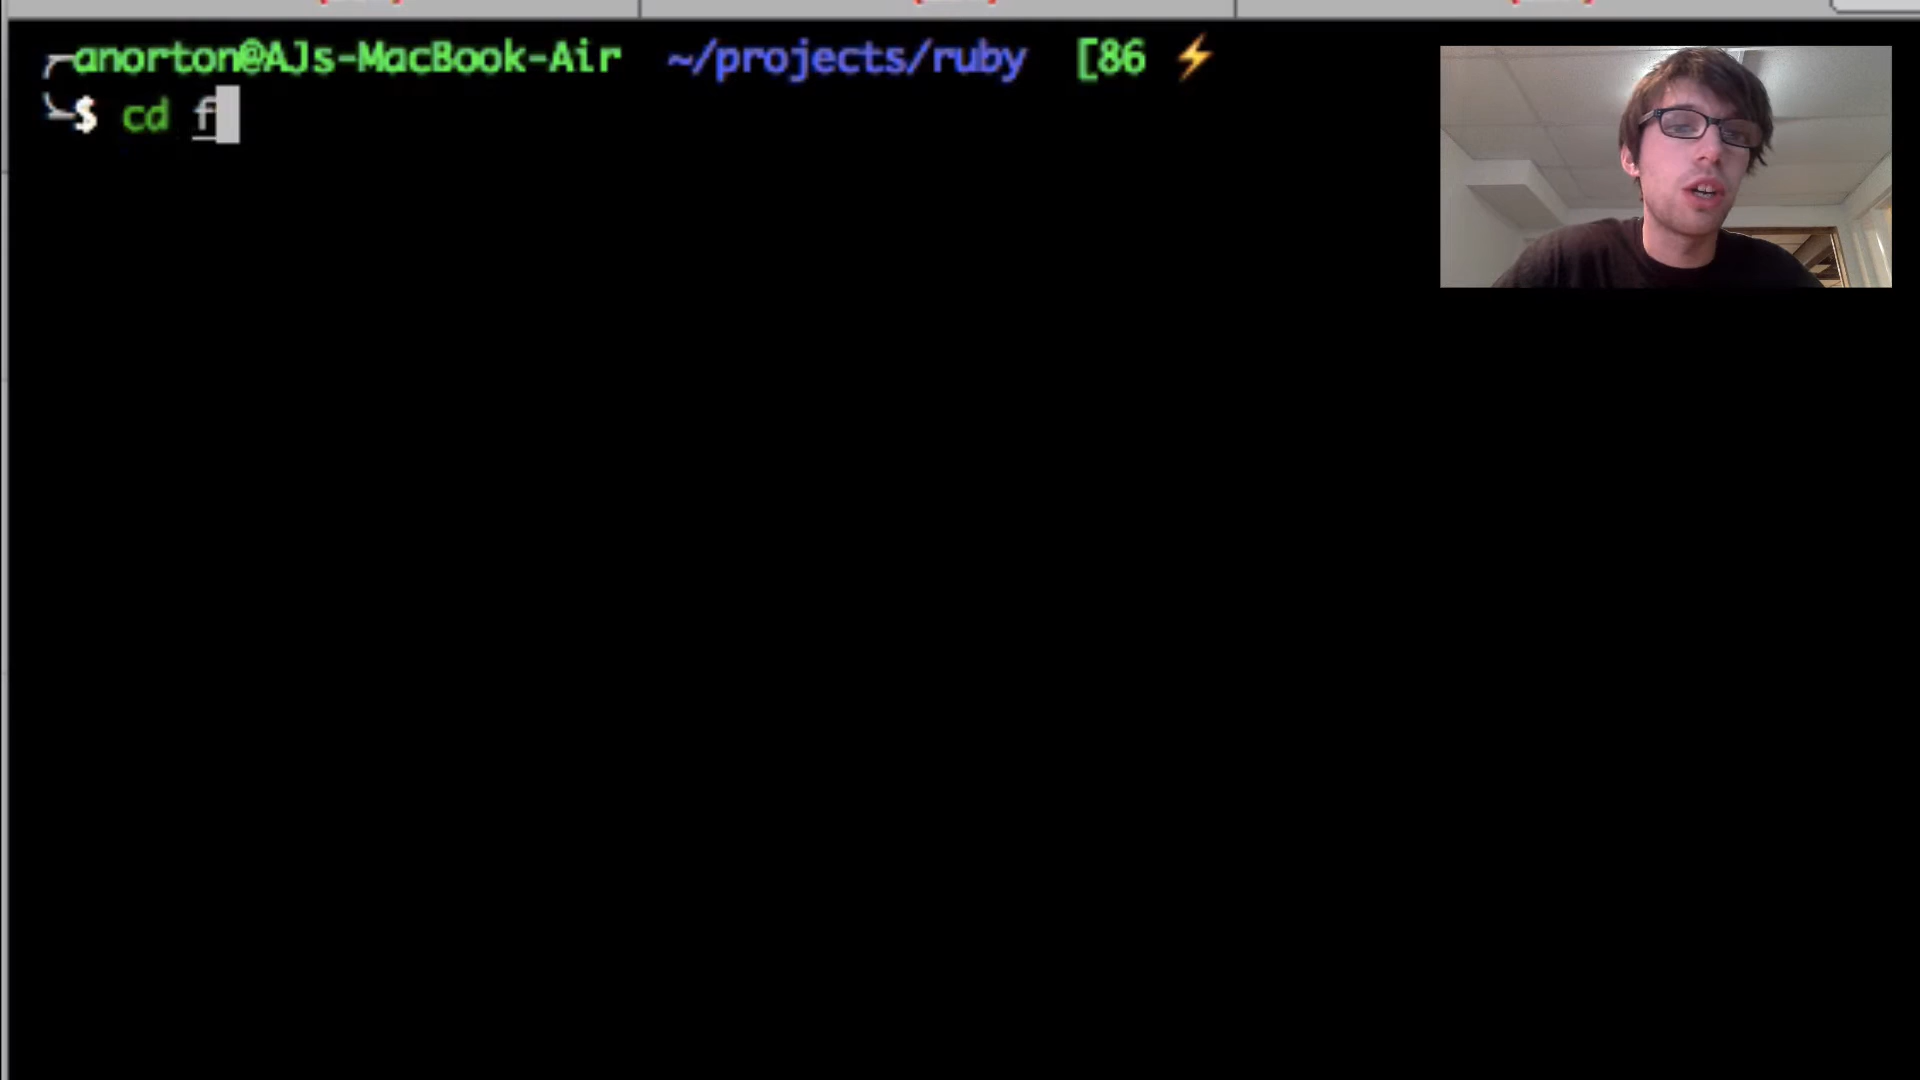 anorton@AJs-MacBook-Air ~/projects/ruby [86 ⚡
$ cd f